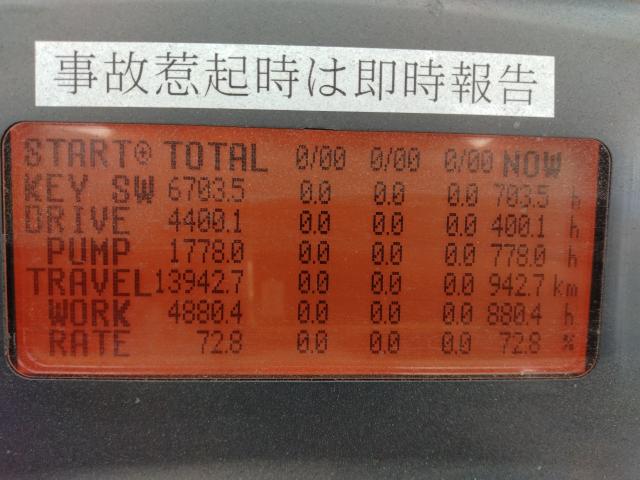 事故惹起時は即時報告
START⊕ TOTAL 0/00 0/00 0/00 NOW
KEY SW 6703.5 0.0 0.0 0.0 703.5 h
DRIVE 4400.1 0.0 0.0 0.0 400.1 h
PUMP 1778.0 0.0 0.0 0.0 778.0 h
TRAVEL 13942.7 0.0 0.0 0.0 942.7 km
WORK 4880.4 0.0 0.0 0.0 880.4 h
RATE 72.8 0.0 0.0 0.0 72.8 %